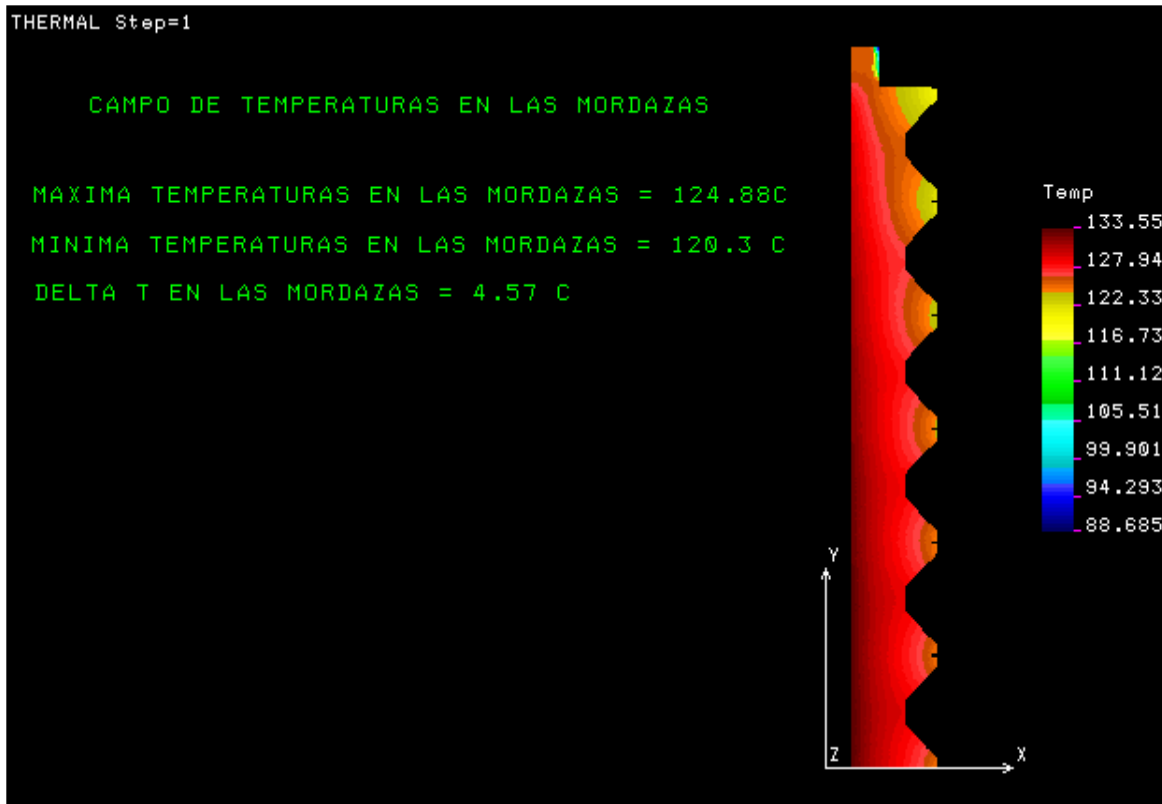 THERMAL Step=1
CAMPO DE TEMPERATURAS EN LAS MORDAZAS
MAXIMA TEMPERATURAS EN LAS MORDAZAS = 124.88C
MINIMA TEMPERATURAS EN LAS MORDAZAS = 120.3 C
DELTA T EN LAS MORDAZAS = 4.57 C
Temp
133.55
127.94
122.33
116.73
111.12
105.51
99.901
94.293
88.685
Y
Z
X